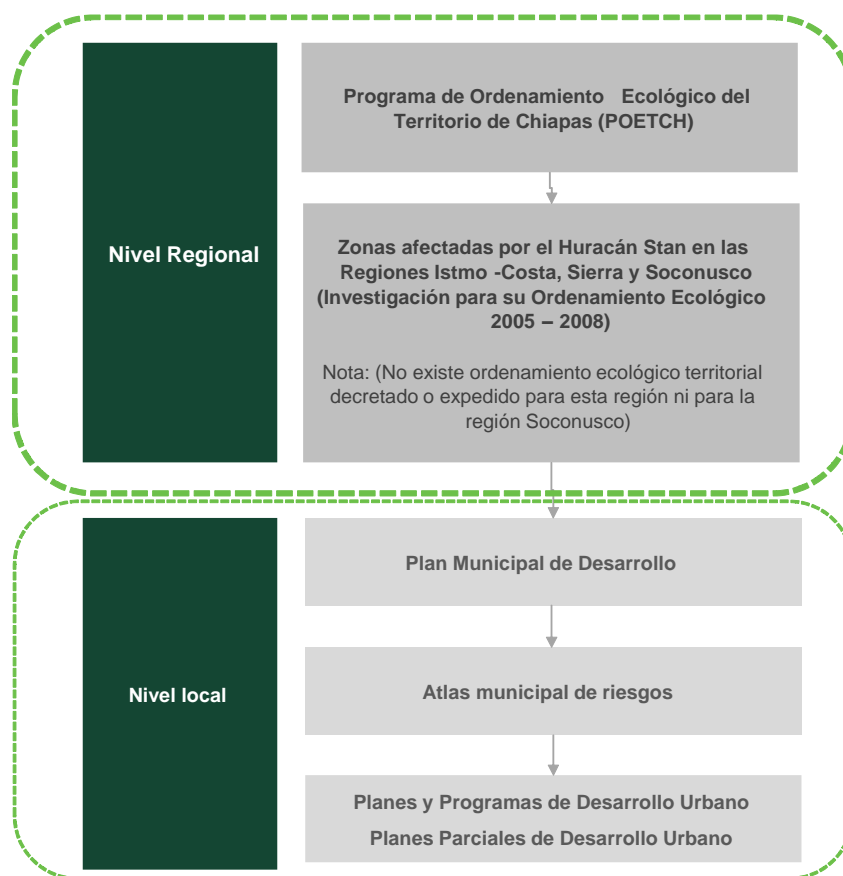 Nivel Regional
Programa de Ordenamiento Ecológico del
Territorio de Chiapas (POETCH)
Zonas afectadas por el Huracán Stan en las
Regiones Istmo -Costa, Sierra y Soconusco
(Investigación para su Ordenamiento Ecológico
2005 – 2008)
Nota: (No existe ordenamiento ecológico territorial
decretado o expedido para esta región ni para la
región Soconusco)
Nivel local
Plan Municipal de Desarrollo
Atlas municipal de riesgos
Planes y Programas de Desarrollo Urbano
Planes Parciales de Desarrollo Urbano